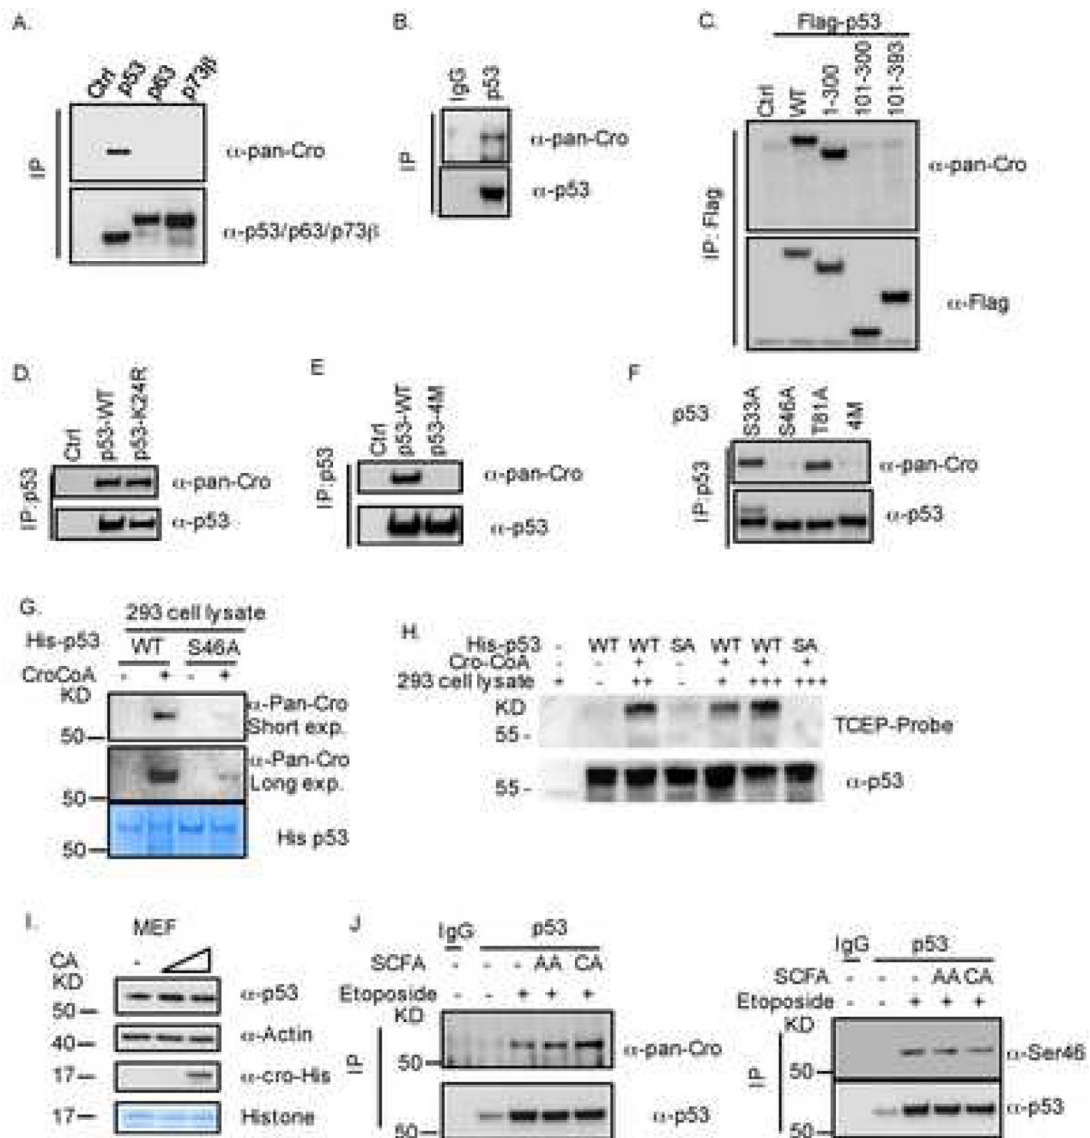 A.
Ctrl p53 p63 p73β
IP
α-pan-Cro
α-p53/p63/p73β
B.
IgG p53
IP
α-pan-Cro
α-p53
C.
Flag-p53
Ctrl WT 1-300 101-300 101-393
IP: Flag
α-pan-Cro
α-Flag
D.
Ctrl p53-WT p53-K24R
IP:p53
α-pan-Cro
α-p53
E
Ctrl p53-WT p53-4M
IP:p53
α-pan-Cro
α-p53
F
p53 S33A S46A T81A 4M
IP:p53
α-pan-Cro
α-p53
G.
293 cell lysate
His-p53 WT S46A
CroCoA - + - +
KD
α-Pan-Cro
Short exp.
50
α-Pan-Cro
Long exp.
50
His p53
50
H.
His-p53 - WT WT SA WT WT SA
Cro-CoA - - + - + + +
293 cell lysate + - ++ - + +++ +++
KD
TCEP-Probe
55 -
α-p53
55 -
I.
MEF
CA -
KD
α-p53
50
α-Actin
40
α-cro-His
17
Histone
17
J.
IgG p53
SCFA - - - AA CA
Etoposide - - + + +
KD
IP
α-pan-Cro
50
α-p53
50
IgG p53
SCFA - - - AA CA
Etoposide - - + + +
KD
IP
α-Ser46
50
α-p53
50